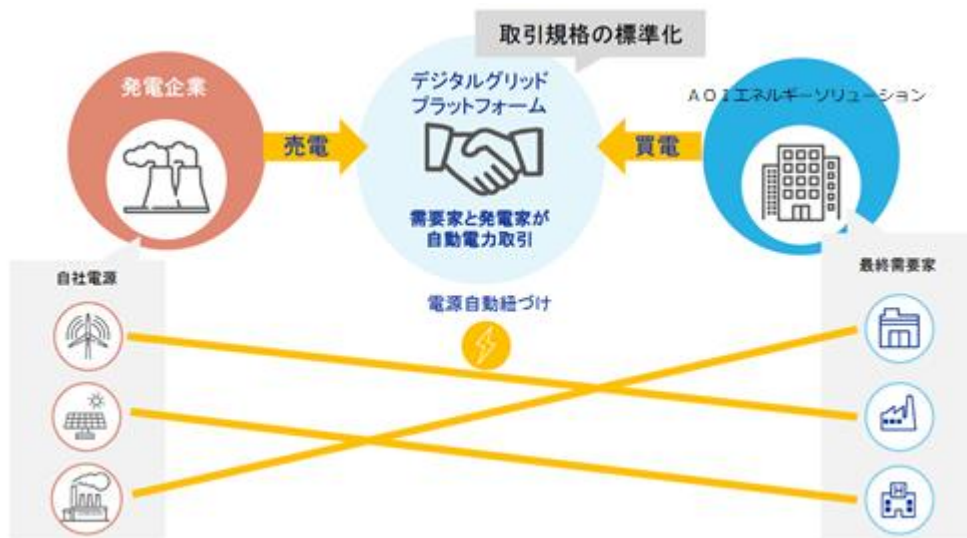 取引規格の標準化
発電企業
デジタルグリッド
プラットフォーム
AOIエネルギーソリューション
売電
買電
需要家と発電家が
自動電力取引
自社電源
最終需要家
電源自動紐づけ
H